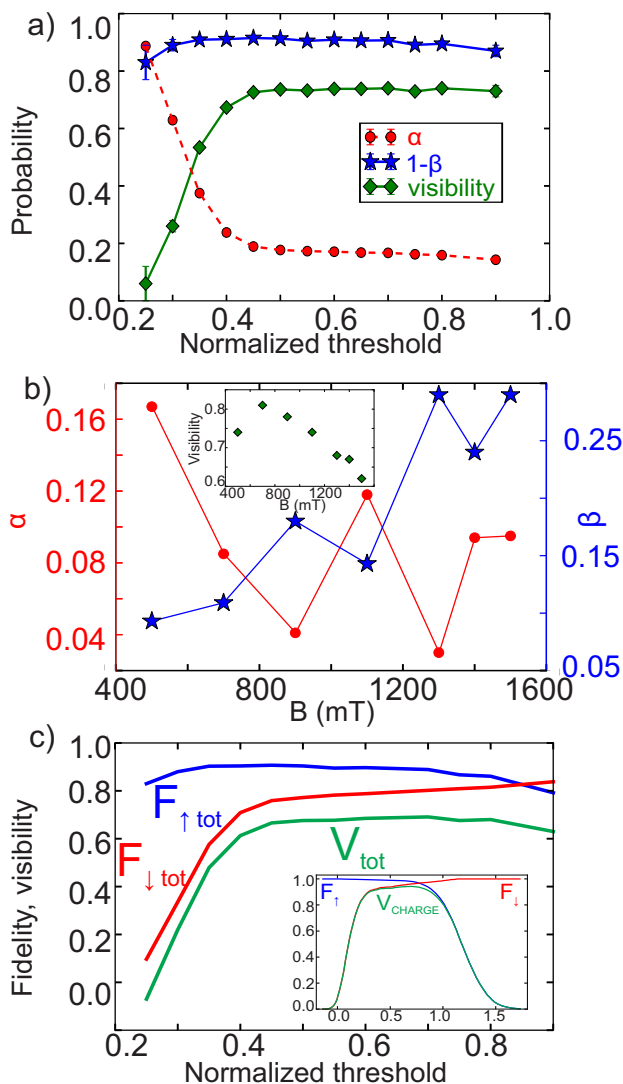 a)
1.0
0.8
0.6
0.4
0.2
0.0
Probability
α
1-β
visibility
0.2 0.4 0.6 0.8 1.0
Normalized threshold
b)
0.16
0.12
0.08
0.04
α
0.8
0.7
0.6
Visibility
400 800 1200
B (mT)
0.25
0.15
0.05
β
400 800 1200 1600
B (mT)
c)
1.0
0.8
0.6
0.4
0.2
0.0
Fidelity, visibility
F↑ tot
F↓ tot
Vtot
1.0
0.8
0.6
0.4
0.2
0.0
F↑
VCHARGE
F↓
0.0 0.5 1.0 1.5
0.2 0.4 0.6 0.8
Normalized threshold